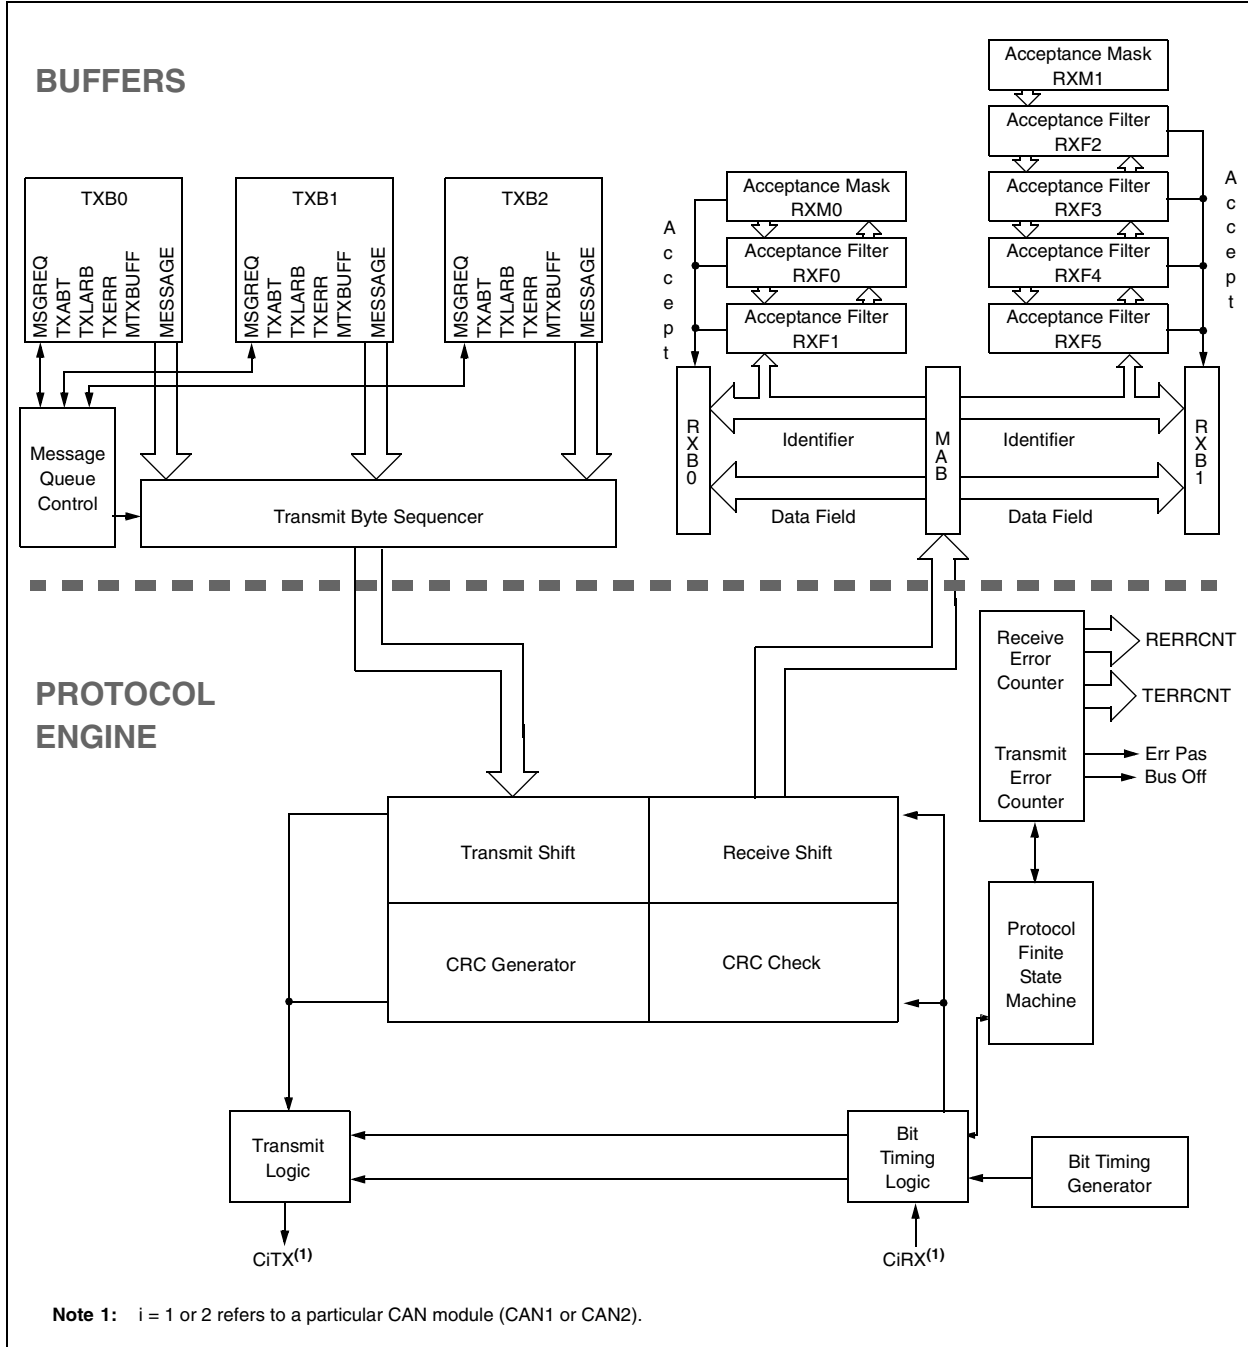 BUFFERS
Acceptance Mask
RXM1
Acceptance Filter
RXF2
Acceptance Filter
RXF3
Acceptance Filter
RXF4
Acceptance Filter
RXF5
Accept
Acceptance Mask
RXM0
Acceptance Filter
RXF0
Acceptance Filter
RXF1
Accept
TXB0
MSGREQ
TXABT
TXLARB
TXERR
MTXBUFF
MESSAGE
TXB1
MSGREQ
TXABT
TXLARB
TXERR
MTXBUFF
MESSAGE
TXB2
MSGREQ
TXABT
TXLARB
TXERR
MTXBUFF
MESSAGE
Message
Queue
Control
Transmit Byte Sequencer
RXB0
Identifier
Data Field
MAB
Identifier
Data Field
RXB1
PROTOCOL
ENGINE
Receive
Error
Counter
Transmit
Error
Counter
RERRCNT
TERRCNT
Err Pas
Bus Off
Transmit Shift
Receive Shift
CRC Generator
CRC Check
Protocol
Finite
State
Machine
Transmit
Logic
Bit
Timing
Logic
Bit Timing
Generator
CiTX(1)
CiRX(1)
Note 1: i = 1 or 2 refers to a particular CAN module (CAN1 or CAN2).